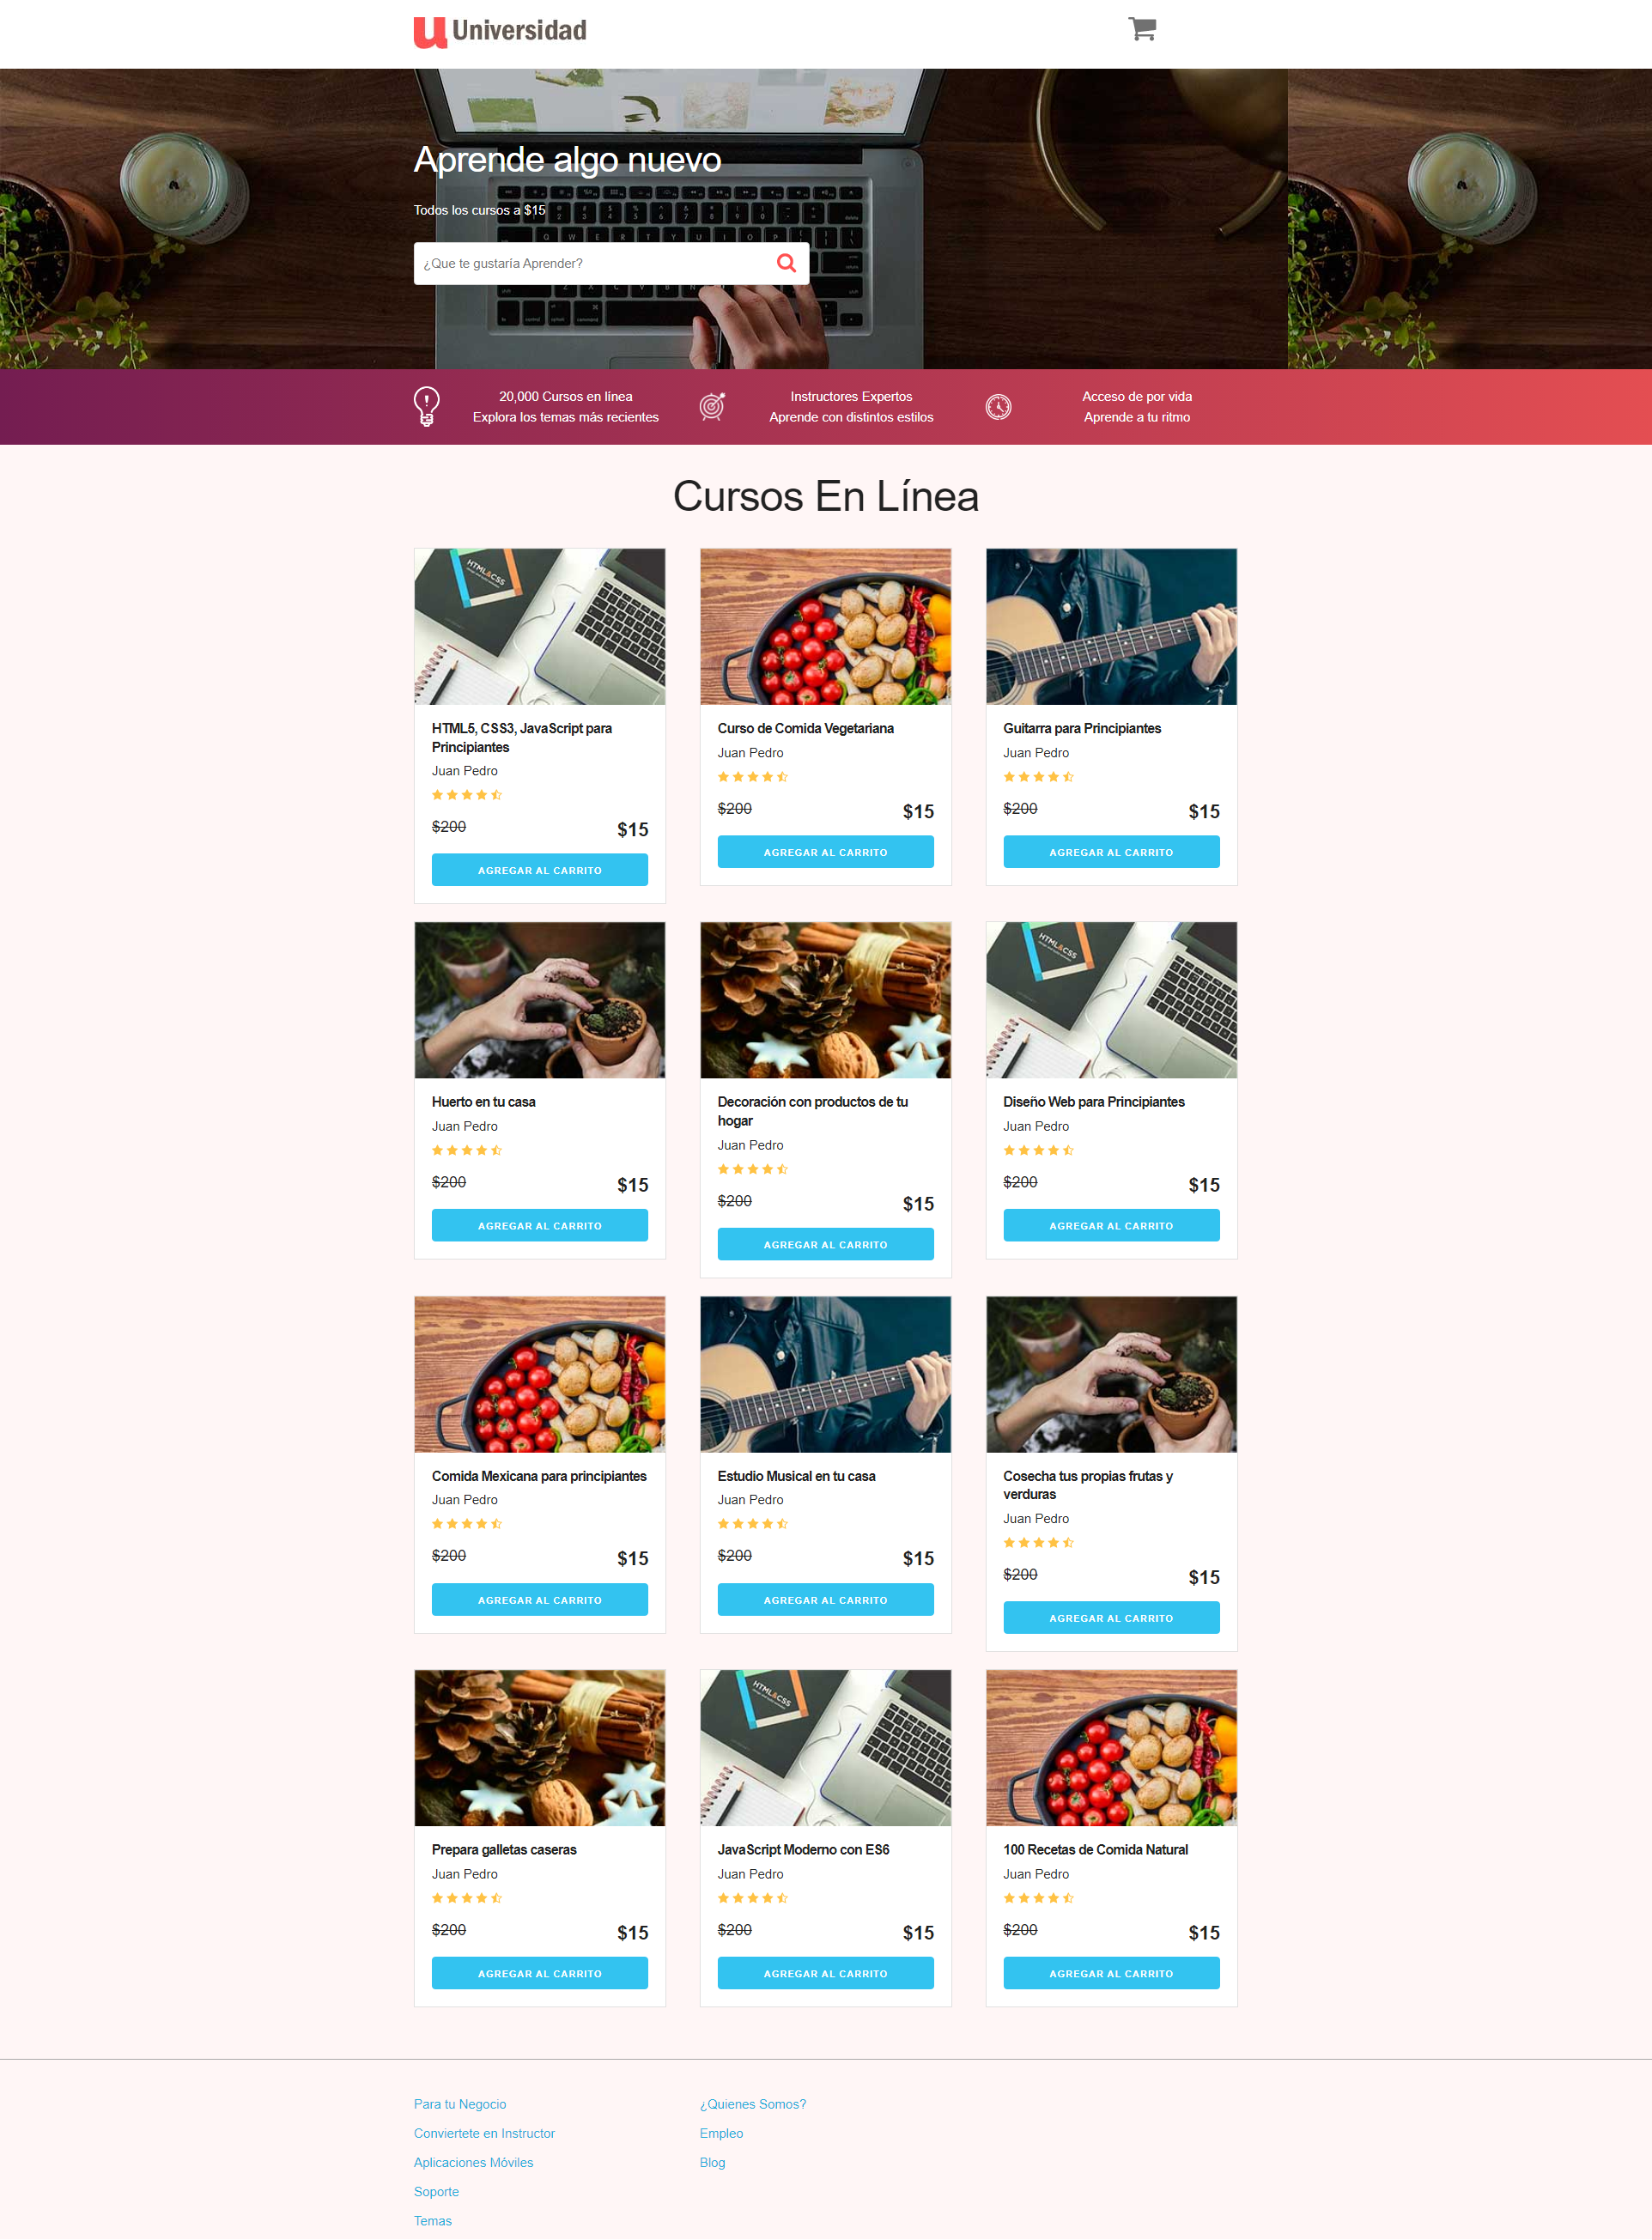 Universidad
Aprende algo nuevo
Todos los cursos a $15
¿Que te gustaría Aprender?
20,000 Cursos en línea
Explora los temas más recientes
Instructores Expertos
Aprende con distintos estilos
Acceso de por vida
Aprende a tu ritmo
Cursos En Línea
HTML&CSS
HTML5, CSS3, JavaScript para
Principiantes
Juan Pedro
$200 $15
AGREGAR AL CARRITO
Curso de Comida Vegetariana
Juan Pedro
$200 $15
AGREGAR AL CARRITO
Guitarra para Principiantes
Juan Pedro
$200 $15
AGREGAR AL CARRITO
Huerto en tu casa
Juan Pedro
$200 $15
AGREGAR AL CARRITO
Decoración con productos de tu
hogar
Juan Pedro
$200 $15
AGREGAR AL CARRITO
HTML&CSS
Diseño Web para Principiantes
Juan Pedro
$200 $15
AGREGAR AL CARRITO
Comida Mexicana para principiantes
Juan Pedro
$200 $15
AGREGAR AL CARRITO
Estudio Musical en tu casa
Juan Pedro
$200 $15
AGREGAR AL CARRITO
Cosecha tus propias frutas y
verduras
Juan Pedro
$200 $15
AGREGAR AL CARRITO
Prepara galletas caseras
Juan Pedro
$200 $15
AGREGAR AL CARRITO
HTML&CSS
JavaScript Moderno con ES6
Juan Pedro
$200 $15
AGREGAR AL CARRITO
100 Recetas de Comida Natural
Juan Pedro
$200 $15
AGREGAR AL CARRITO
Para tu Negocio
Conviertete en Instructor
Aplicaciones Móviles
Soporte
Temas
¿Quienes Somos?
Empleo
Blog